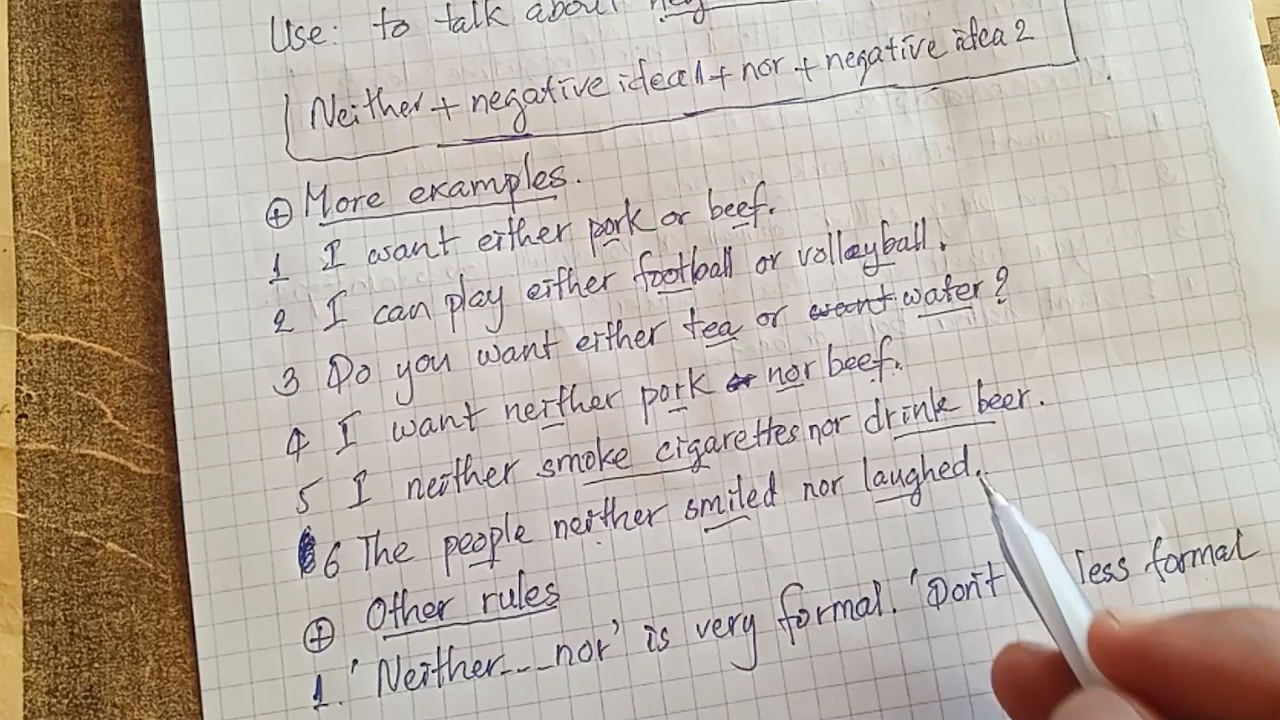 Use: to talk about
Neither + negative idea 1 + nor + negative idea 2
⊕ More examples.
1 I want either pork or beef.
2 I can play either football or volleyball.
3 Do you want either tea or want water?
4 I want neither pork or nor beef.
5 I neither smoke cigarettes nor drink beer.
6 The people neither smiled nor laughed.
⊕ Other rules
1. 'Neither---nor' is very formal. 'Don't less formal